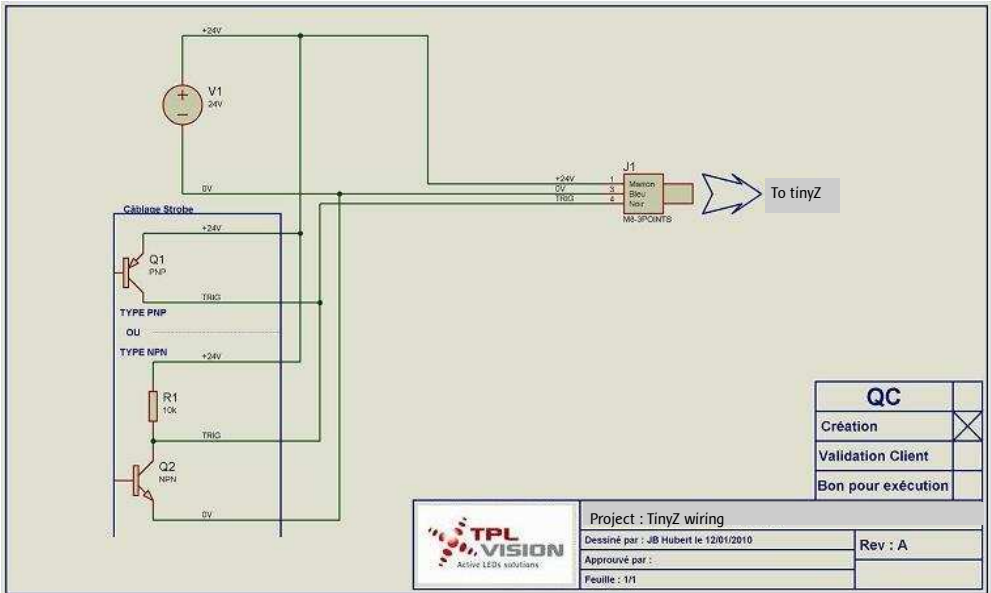 +24V
V1
24V
0V
J1
+24V
0V
TRIG
1
3
4
Marron
Bleu
Noir
M8-3POINTS
To tinyZ
Câblage Strobe
+24V
Q1
PNP
TRIG
TYPE PNP
OU
TYPE NPN
+24V
R1
10k
TRIG
Q2
NPN
0V
QC
Création
Validation Client
Bon pour exécution
TPL
VISION
Active LEDs solutions
Project : TinyZ wiring
Dessiné par : JB Hubert le 12/01/2010
Rev : A
Approuvé par :
Feuille : 1/1